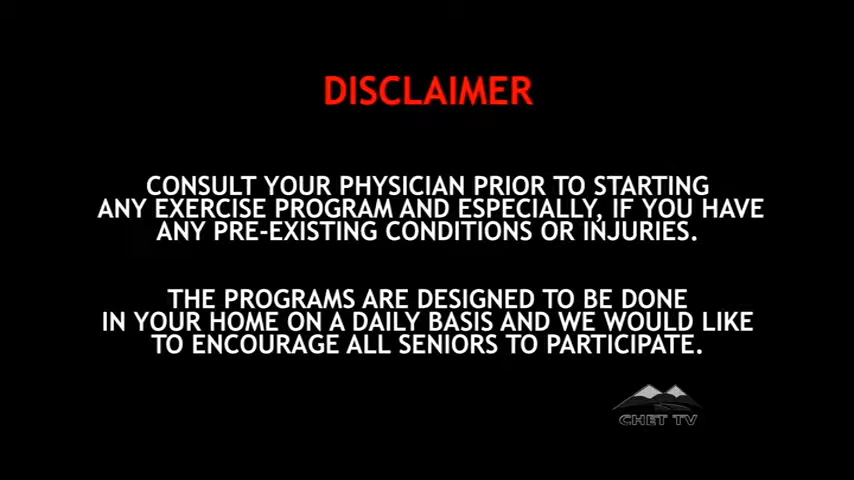 DISCLAIMER
CONSULT YOUR PHYSICIAN PRIOR TO STARTING
ANY EXERCISE PROGRAM AND ESPECIALLY, IF YOU HAVE
ANY PRE-EXISTING CONDITIONS OR INJURIES.
THE PROGRAMS ARE DESIGNED TO BE DONE
IN YOUR HOME ON A DAILY BASIS AND WE WOULD LIKE
TO ENCOURAGE ALL SENIORS TO PARTICIPATE.
CHET TV